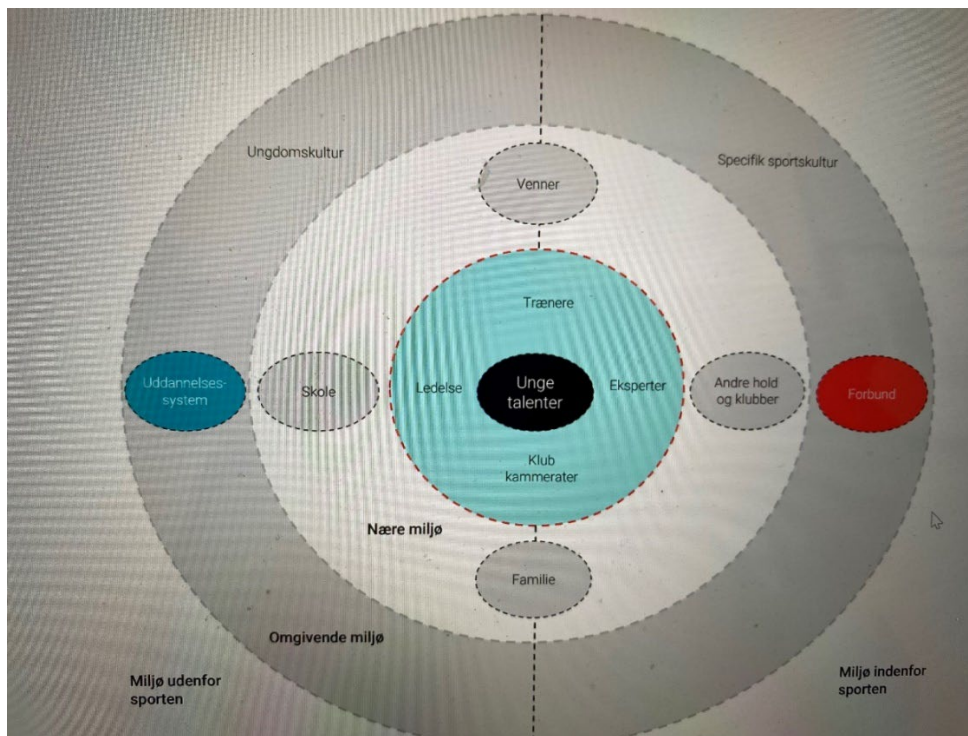 Ungdomskultur
Specifik sportskultur
Venner
Trænere
Uddannelses-
system
Skole
Ledelse
Unge
talenter
Eksperter
Andre hold
og klubber
Forbund
Klub
kammerater
Nære miljø
Familie
Omgivende miljø
Miljø udenfor
sporten
Miljø indenfor
sporten